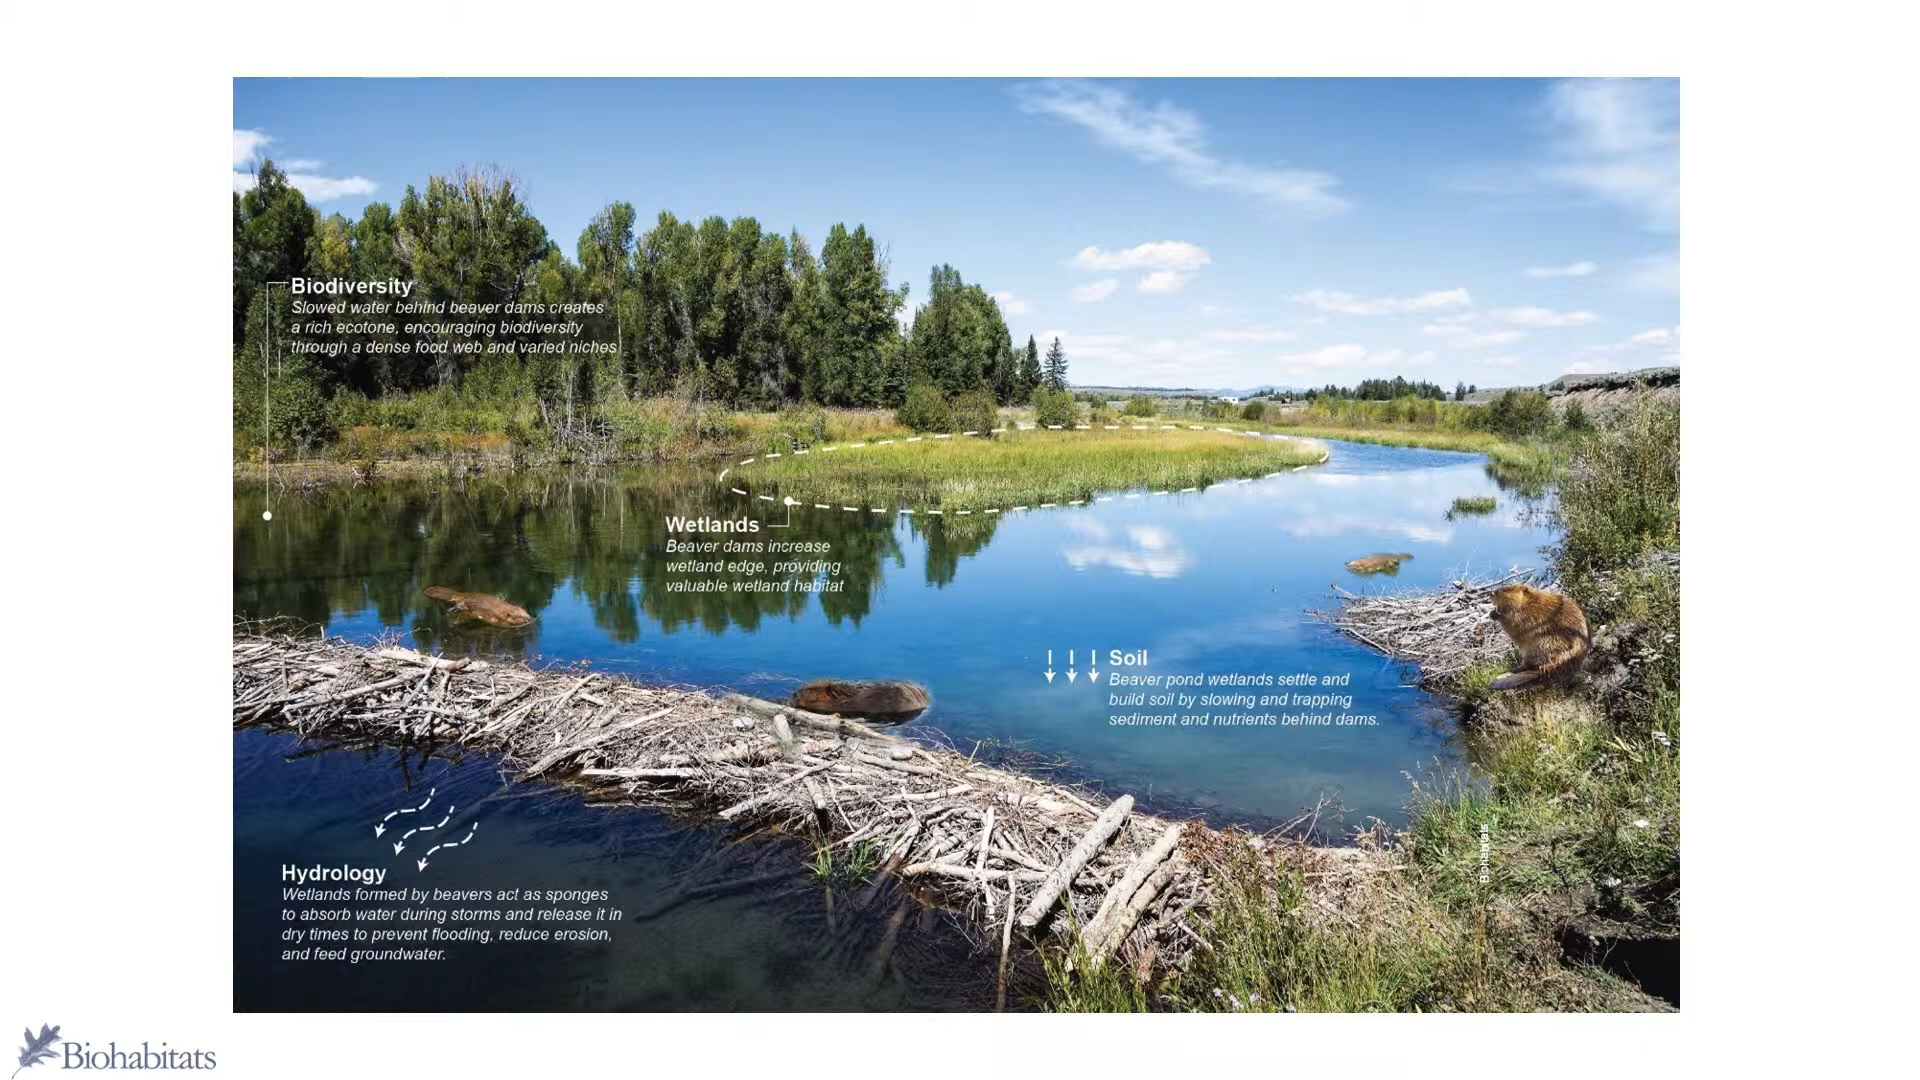 Biodiversity
Slowed water behind beaver dams creates
a rich ecotone, encouraging biodiversity
through a dense food web and varied niches
Wetlands
Beaver dams increase
wetland edge, providing
valuable wetland habitat
Soil
Beaver pond wetlands settle and
build soil by slowing and trapping
sediment and nutrients behind dams.
Hydrology
Wetlands formed by beavers act as sponges
to absorb water during storms and release it in
dry times to prevent flooding, reduce erosion,
and feed groundwater.
Biohabitats
Biohabitats